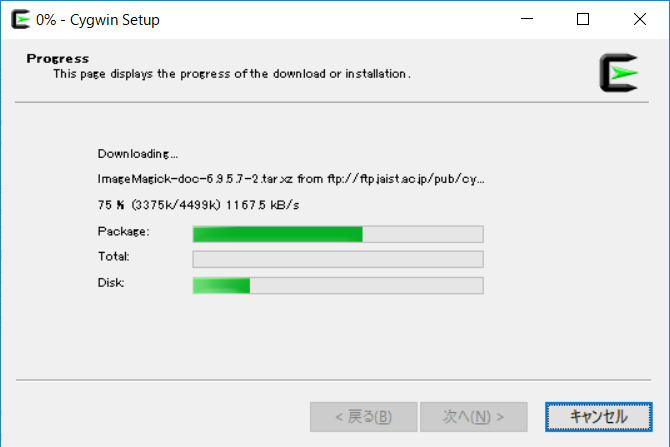 0% - Cygwin Setup
Progress
This page displays the progress of the download or installation.
Downloading...
ImageMagick-doc-6.9.5.7-2.tar.xz from ftp://ftp.jaist.ac.jp/pub/cy...
75 % (3375k/4499k) 1167.5 kB/s
Package:
Total:
Disk:
< 戻る(B)
次へ(N) >
キャンセル